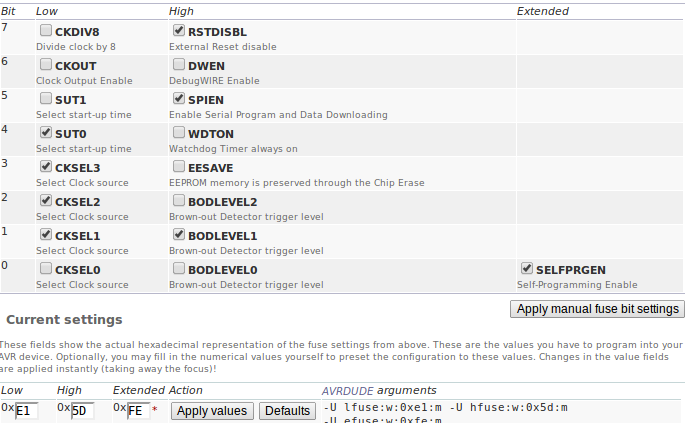 Bit Low High Extended
7 CKDIV8 RSTDISBL
Divide clock by 8 External Reset disable
6 CKOUT DWEN
Clock Output Enable DebugWIRE Enable
5 SUT1 SPIEN
Select start-up time Enable Serial Program and Data Downloading
4 SUT0 WDTON
Select start-up time Watchdog Timer always on
3 CKSEL3 EESAVE
Select Clock source EEPROM memory is preserved through the Chip Erase
2 CKSEL2 BODLEVEL2
Select Clock source Brown-out Detector trigger level
1 CKSEL1 BODLEVEL1
Select Clock source Brown-out Detector trigger level
0 CKSEL0 BODLEVEL0 SELFPRGEN
Select Clock source Brown-out Detector trigger level Self-Programming Enable
Apply manual fuse bit settings
Current settings
These fields show the actual hexadecimal representation of the fuse settings from above. These are the values you have to program into your
AVR device. Optionally, you may fill in the numerical values yourself to preset the configuration to these values. Changes in the value fields
are applied instantly (taking away the focus)!
Low High Extended Action AVRDUDE arguments
0xE1 0x5D 0xFE * Apply values Defaults -U lfuse:w:0xe1:m -U hfuse:w:0x5d:m
-U efuse:w:0xfe:m